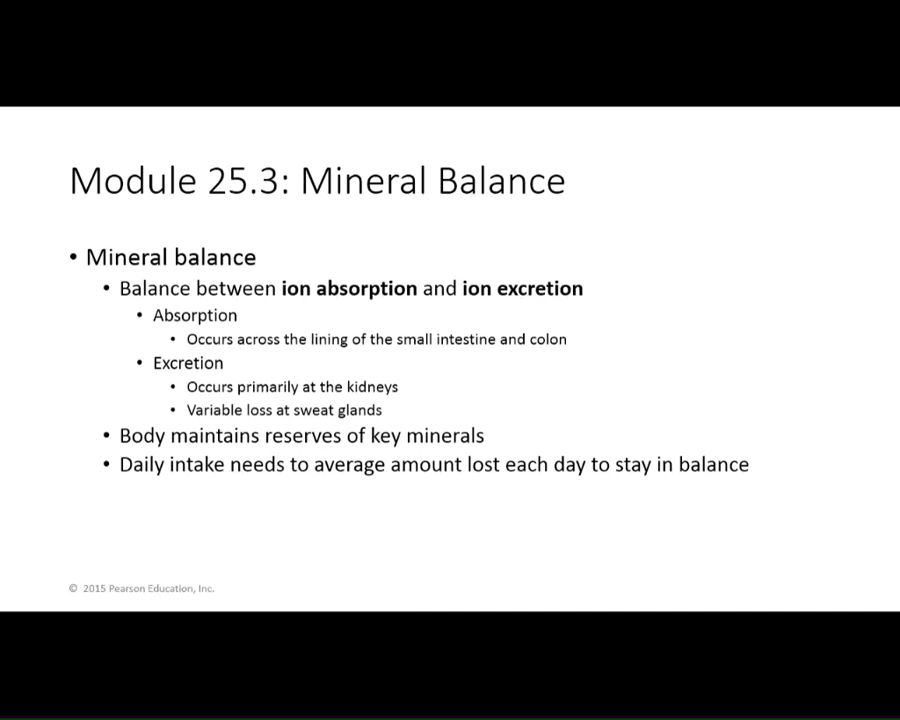 Module 25.3: Mineral Balance
• Mineral balance
• Balance between ion absorption and ion excretion
• Absorption
• Occurs across the lining of the small intestine and colon
• Excretion
• Occurs primarily at the kidneys
• Variable loss at sweat glands
• Body maintains reserves of key minerals
• Daily intake needs to average amount lost each day to stay in balance
© 2015 Pearson Education, Inc.